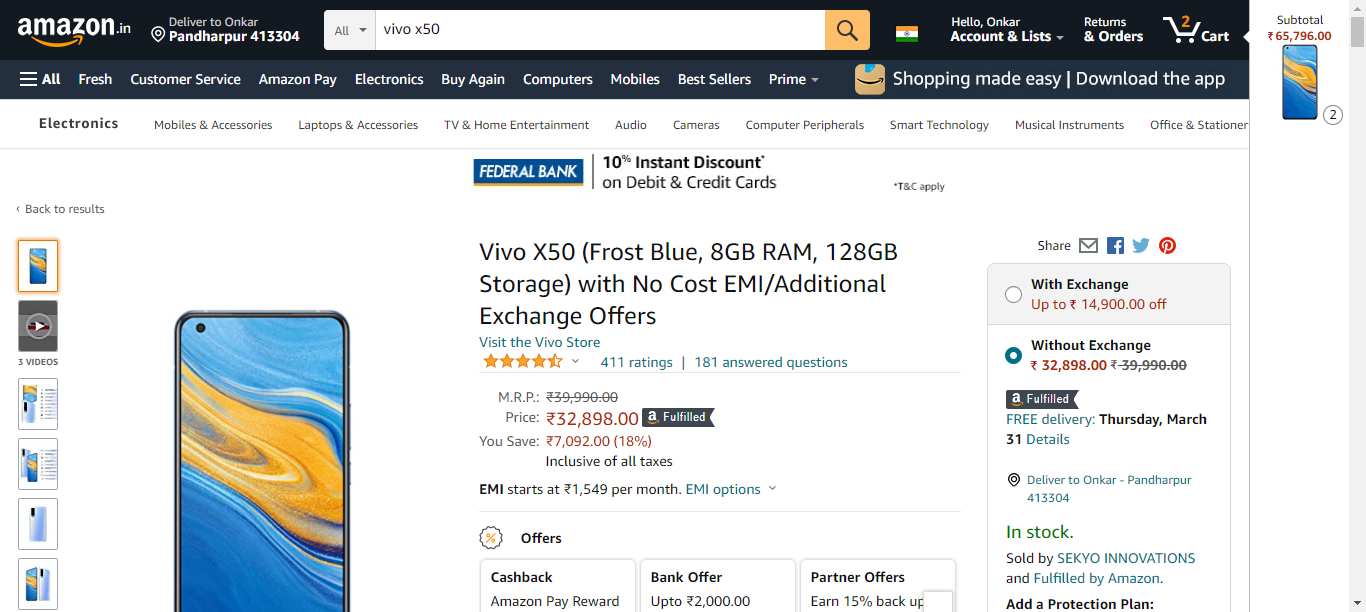 amazon.in
Deliver to Onkar
Pandharpur 413304
All
vivo x50
Hello, Onkar
Account & Lists
Returns
& Orders
2
Cart
Subtotal
₹65,796.00
2
All Fresh Customer Service Amazon Pay Electronics Buy Again Computers Mobiles Best Sellers Prime
Shopping made easy | Download the app
Electronics Mobiles & Accessories Laptops & Accessories TV & Home Entertainment Audio Cameras Computer Peripherals Smart Technology Musical Instruments Office & Stationer
FEDERAL BANK
10% Instant Discount*
on Debit & Credit Cards
*T&C apply
‹ Back to results
3 VIDEOS
Vivo X50 (Frost Blue, 8GB RAM, 128GB
Storage) with No Cost EMI/Additional
Exchange Offers
Visit the Vivo Store
411 ratings | 181 answered questions
M.R.P.: ₹39,990.00
Price: ₹32,898.00 a Fulfilled
You Save: ₹7,092.00 (18%)
Inclusive of all taxes
EMI starts at ₹1,549 per month. EMI options
% Offers
Cashback
Amazon Pay Reward
Bank Offer
Upto ₹2,000.00
Partner Offers
Earn 15% back up
Share
With Exchange
Up to ₹ 14,900.00 off
Without Exchange
₹ 32,898.00 ₹ 39,990.00
a Fulfilled
FREE delivery: Thursday, March
31 Details
Deliver to Onkar - Pandharpur
413304
In stock.
Sold by SEKYO INNOVATIONS
and Fulfilled by Amazon.
Add a Protection Plan: